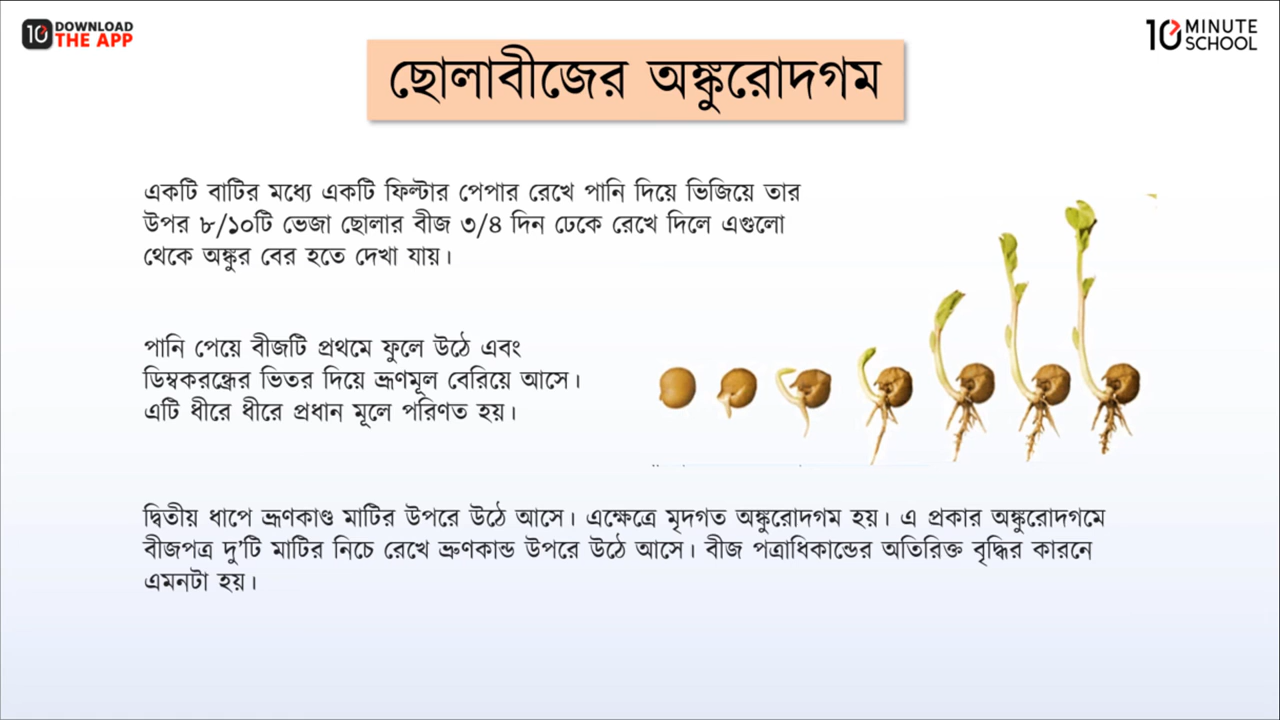 10 DOWNLOAD
THE APP
10 MINUTE
SCHOOL
ছোলাবীজের অঙ্কুরোদগম
একটি বাটির মধ্যে একটি ফিল্টার পেপার রেখে পানি দিয়ে ভিজিয়ে তার
উপর ৮/১০টি ভেজা ছোলার বীজ ৩/৪ দিন ঢেকে রেখে দিলে এগুলো
থেকে অঙ্কুর বের হতে দেখা যায়।
পানি পেয়ে বীজটি প্রথমে ফুলে উঠে এবং
ডিম্বকরন্ধ্রের ভিতর দিয়ে ভ্রূণমূল বেরিয়ে আসে।
এটি ধীরে ধীরে প্রধান মূলে পরিণত হয়।
দ্বিতীয় ধাপে ভ্রূণকাণ্ড মাটির উপরে উঠে আসে। এক্ষেত্রে মৃদগত অঙ্কুরোদগম হয়। এ প্রকার অঙ্কুরোদগমে
বীজপত্র দু’টি মাটির নিচে রেখে ভ্রুণকান্ড উপরে উঠে আসে। বীজ পত্রাধিকান্ডের অতিরিক্ত বৃদ্ধির কারনে
এমনটা হয়।